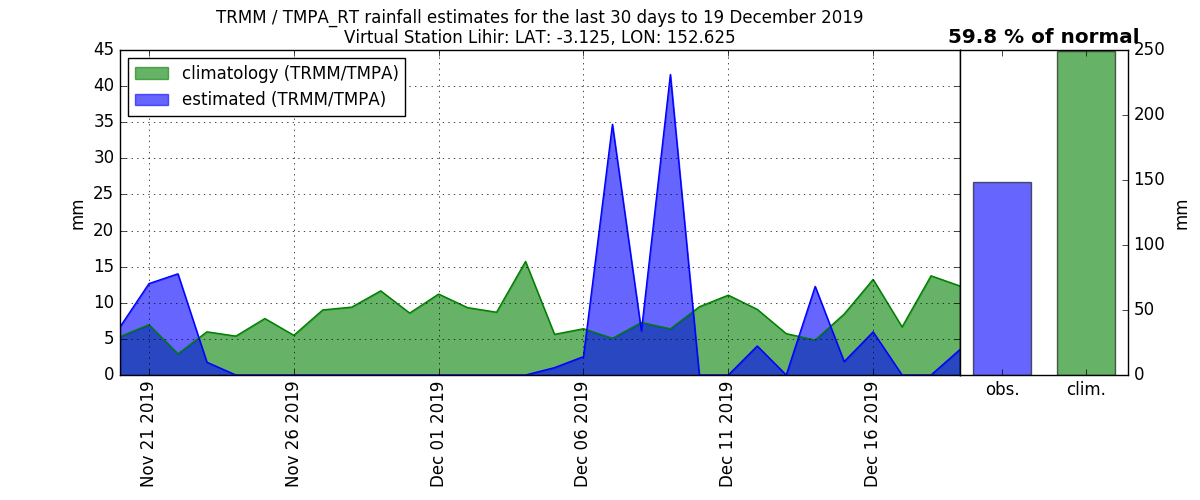 TRMM / TMPA_RT rainfall estimates for the last 30 days to 19 December 2019
Virtual Station Lihir: LAT: -3.125, LON: 152.625
59.8 % of normal
climatology (TRMM/TMPA)
estimated (TRMM/TMPA)
45
40
35
30
25
20
15
10
5
0
mm
Nov 21 2019
Nov 26 2019
Dec 01 2019
Dec 06 2019
Dec 11 2019
Dec 16 2019
250
200
150
100
50
0
mm
obs.
clim.